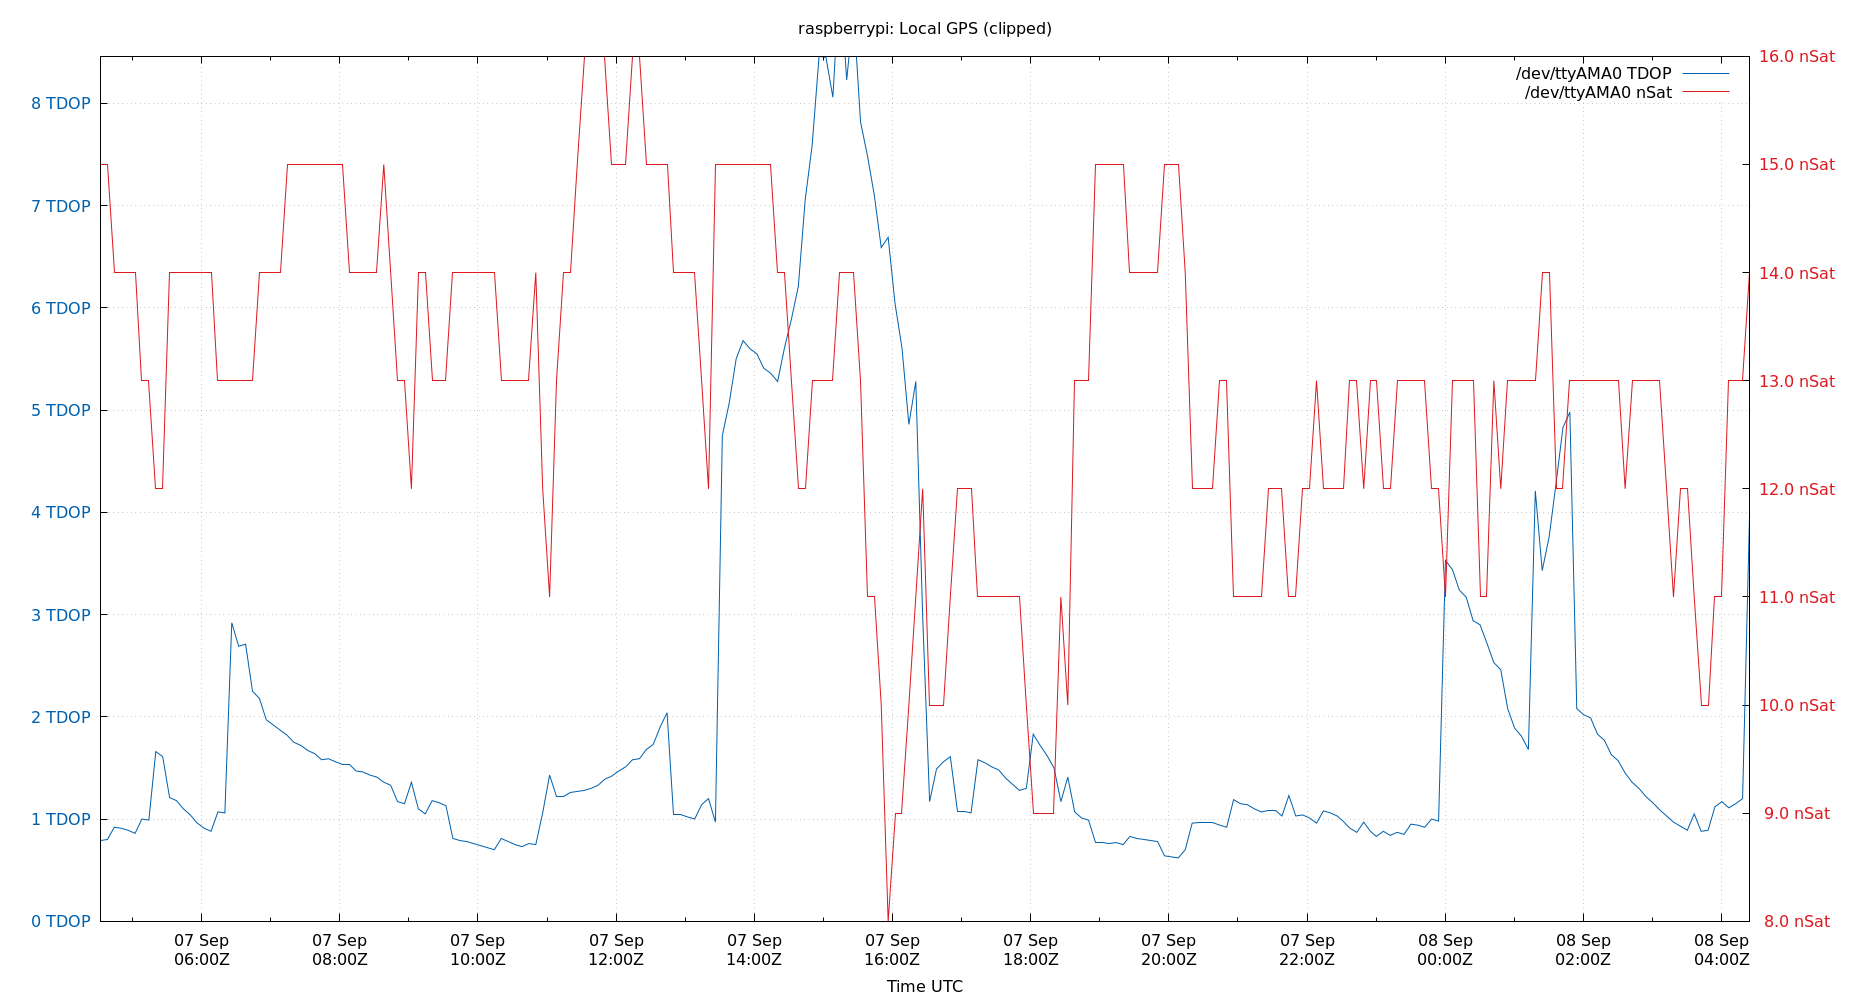 raspberrypi: Local GPS (clipped)
/dev/ttyAMA0 TDOP
/dev/ttyAMA0 nSat
8 TDOP
7 TDOP
6 TDOP
5 TDOP
4 TDOP
3 TDOP
2 TDOP
1 TDOP
0 TDOP
16.0 nSat
15.0 nSat
14.0 nSat
13.0 nSat
12.0 nSat
11.0 nSat
10.0 nSat
9.0 nSat
8.0 nSat
07 Sep 07 Sep 07 Sep 07 Sep 07 Sep 07 Sep 07 Sep 07 Sep 07 Sep 08 Sep 08 Sep 08 Sep
06:00Z 08:00Z 10:00Z 12:00Z 14:00Z 16:00Z 18:00Z 20:00Z 22:00Z 00:00Z 02:00Z 04:00Z
Time UTC